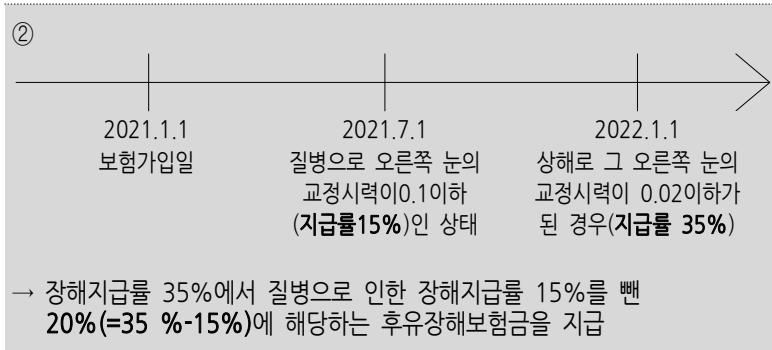 ②
2021.1.1 2021.7.1 2022.1.1
보험가입일 질병으로 오른쪽 눈의 상해로 그 오른쪽 눈의
교정시력이0.1이하 교정시력이 0.02이하가
(지급률15%)인 상태 된 경우(지급률 35%)
→ 장해지급률 35%에서 질병으로 인한 장해지급률 15%를 뺀
20%(=35 %-15%)에 해당하는 후유장해보험금을 지급